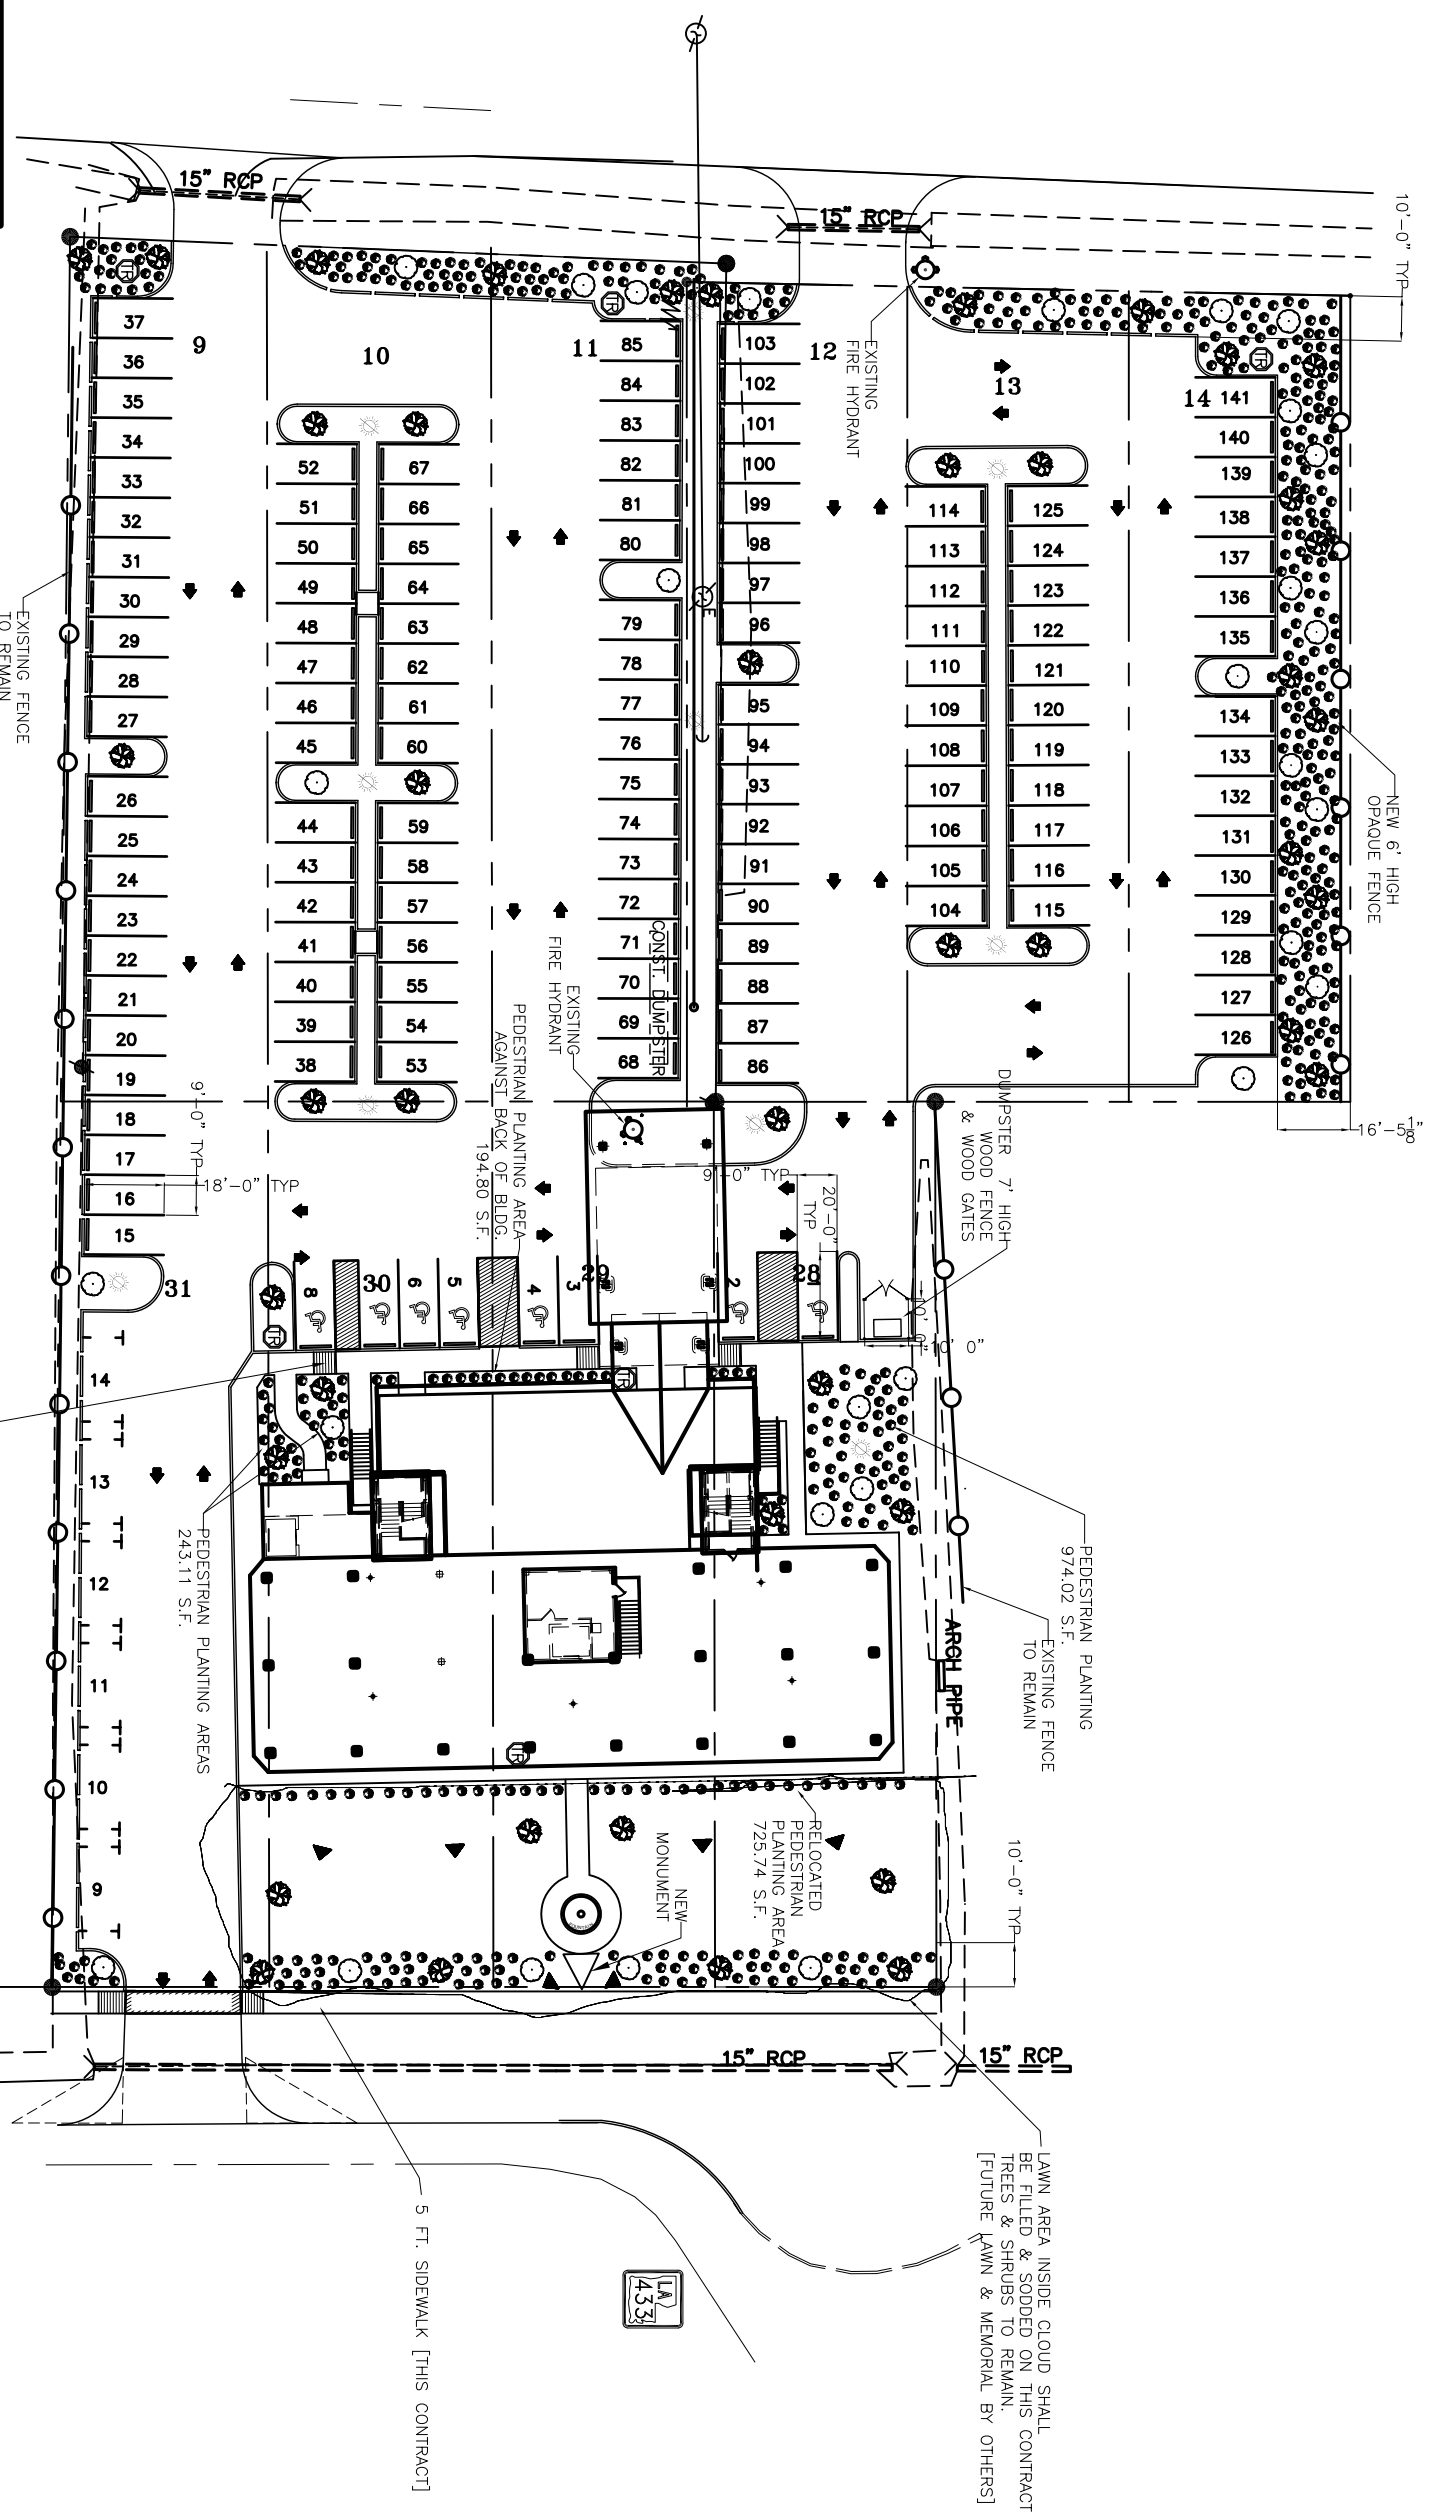 15" RCP
15" RCP
10'-0" TYP
37
36
35
34
33
32
31
30
29
28
27
26
25
24
23
22
21
20
19
18
17
16
15
14
13
12
11
10
9
9
10
11
12
13
14
52
51
50
49
48
47
46
45
44
43
42
41
40
39
38
67
66
65
64
63
62
61
60
59
58
57
56
55
54
53
85
84
83
82
81
80
79
78
77
76
75
74
73
72
71
70
69
68
103
102
101
100
99
98
97
96
95
94
93
92
91
90
89
88
87
86
114
113
112
111
110
109
108
107
106
105
104
125
124
123
122
121
120
119
118
117
116
115
141
140
139
138
137
136
135
134
133
132
131
130
129
128
127
126
TR
TR
TR
E
EXISTING
FIRE HYDRANT
NEW 6' HIGH
OPAQUE FENCE
EXISTING FENCE
TO REMAIN
CONST. DUMPSTER
EXISTING
FIRE HYDRANT
PEDESTRIAN PLANTING AREA
AGAINST BACK OF BLDG.
194.80 S.F.
DUMPSTER 7' HIGH
WOOD FENCE
& WOOD GATES
16'-5 1/8"
9'-0" TYP
18'-0" TYP
9'-0" TYP
20'-0"
TYP
10' 0"
31
30
29
28
8
6
5
4
3
2
TR
TR
PEDESTRIAN PLANTING
974.02 S.F.
EXISTING FENCE
TO REMAIN
ARCH PIPE
PEDESTRIAN PLANTING AREAS
243.11 S.F.
TR
RELOCATED
PEDESTRIAN
PLANTING AREA
725.74 S.F.
NEW
MONUMENT
FOUNTAIN
10'-0" TYP
15" RCP
15" RCP
LAWN AREA INSIDE CLOUD SHALL
BE FILLED & SODDED ON THIS CONTRACT
TREES & SHRUBS TO REMAIN.
[FUTURE LAWN & MEMORIAL BY OTHERS]
5 FT. SIDEWALK [THIS CONTRACT]
LA
433